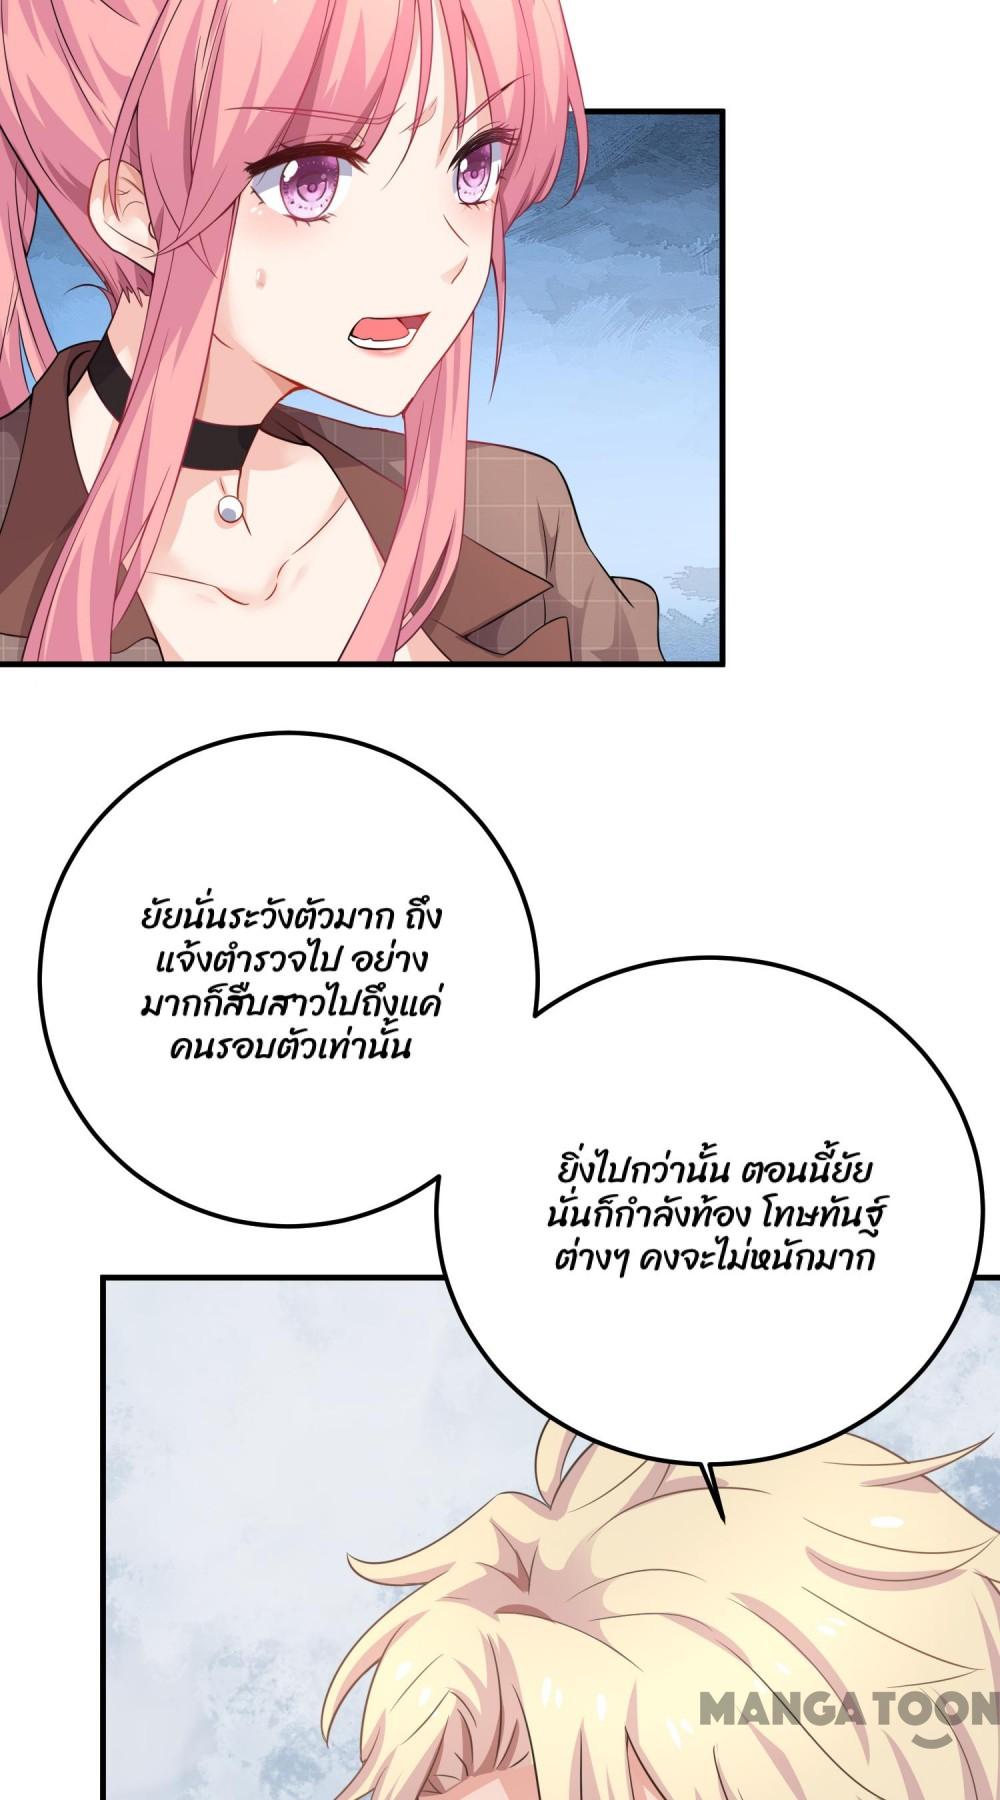 ยัยนั่นระวังตัวมาก ถึง
แจ้งตำรวจไป อย่าง
มากก็สืบสาวไปถึงแค่
คนรอบตัวเท่านั้น
ยิ่งไปกว่านั้น ตอนนี้ยัย
นั่นก็กำลังท้อง โทษทันฐ์
ต่างๆ คงจะไม่หนักมาก
MANGATOON